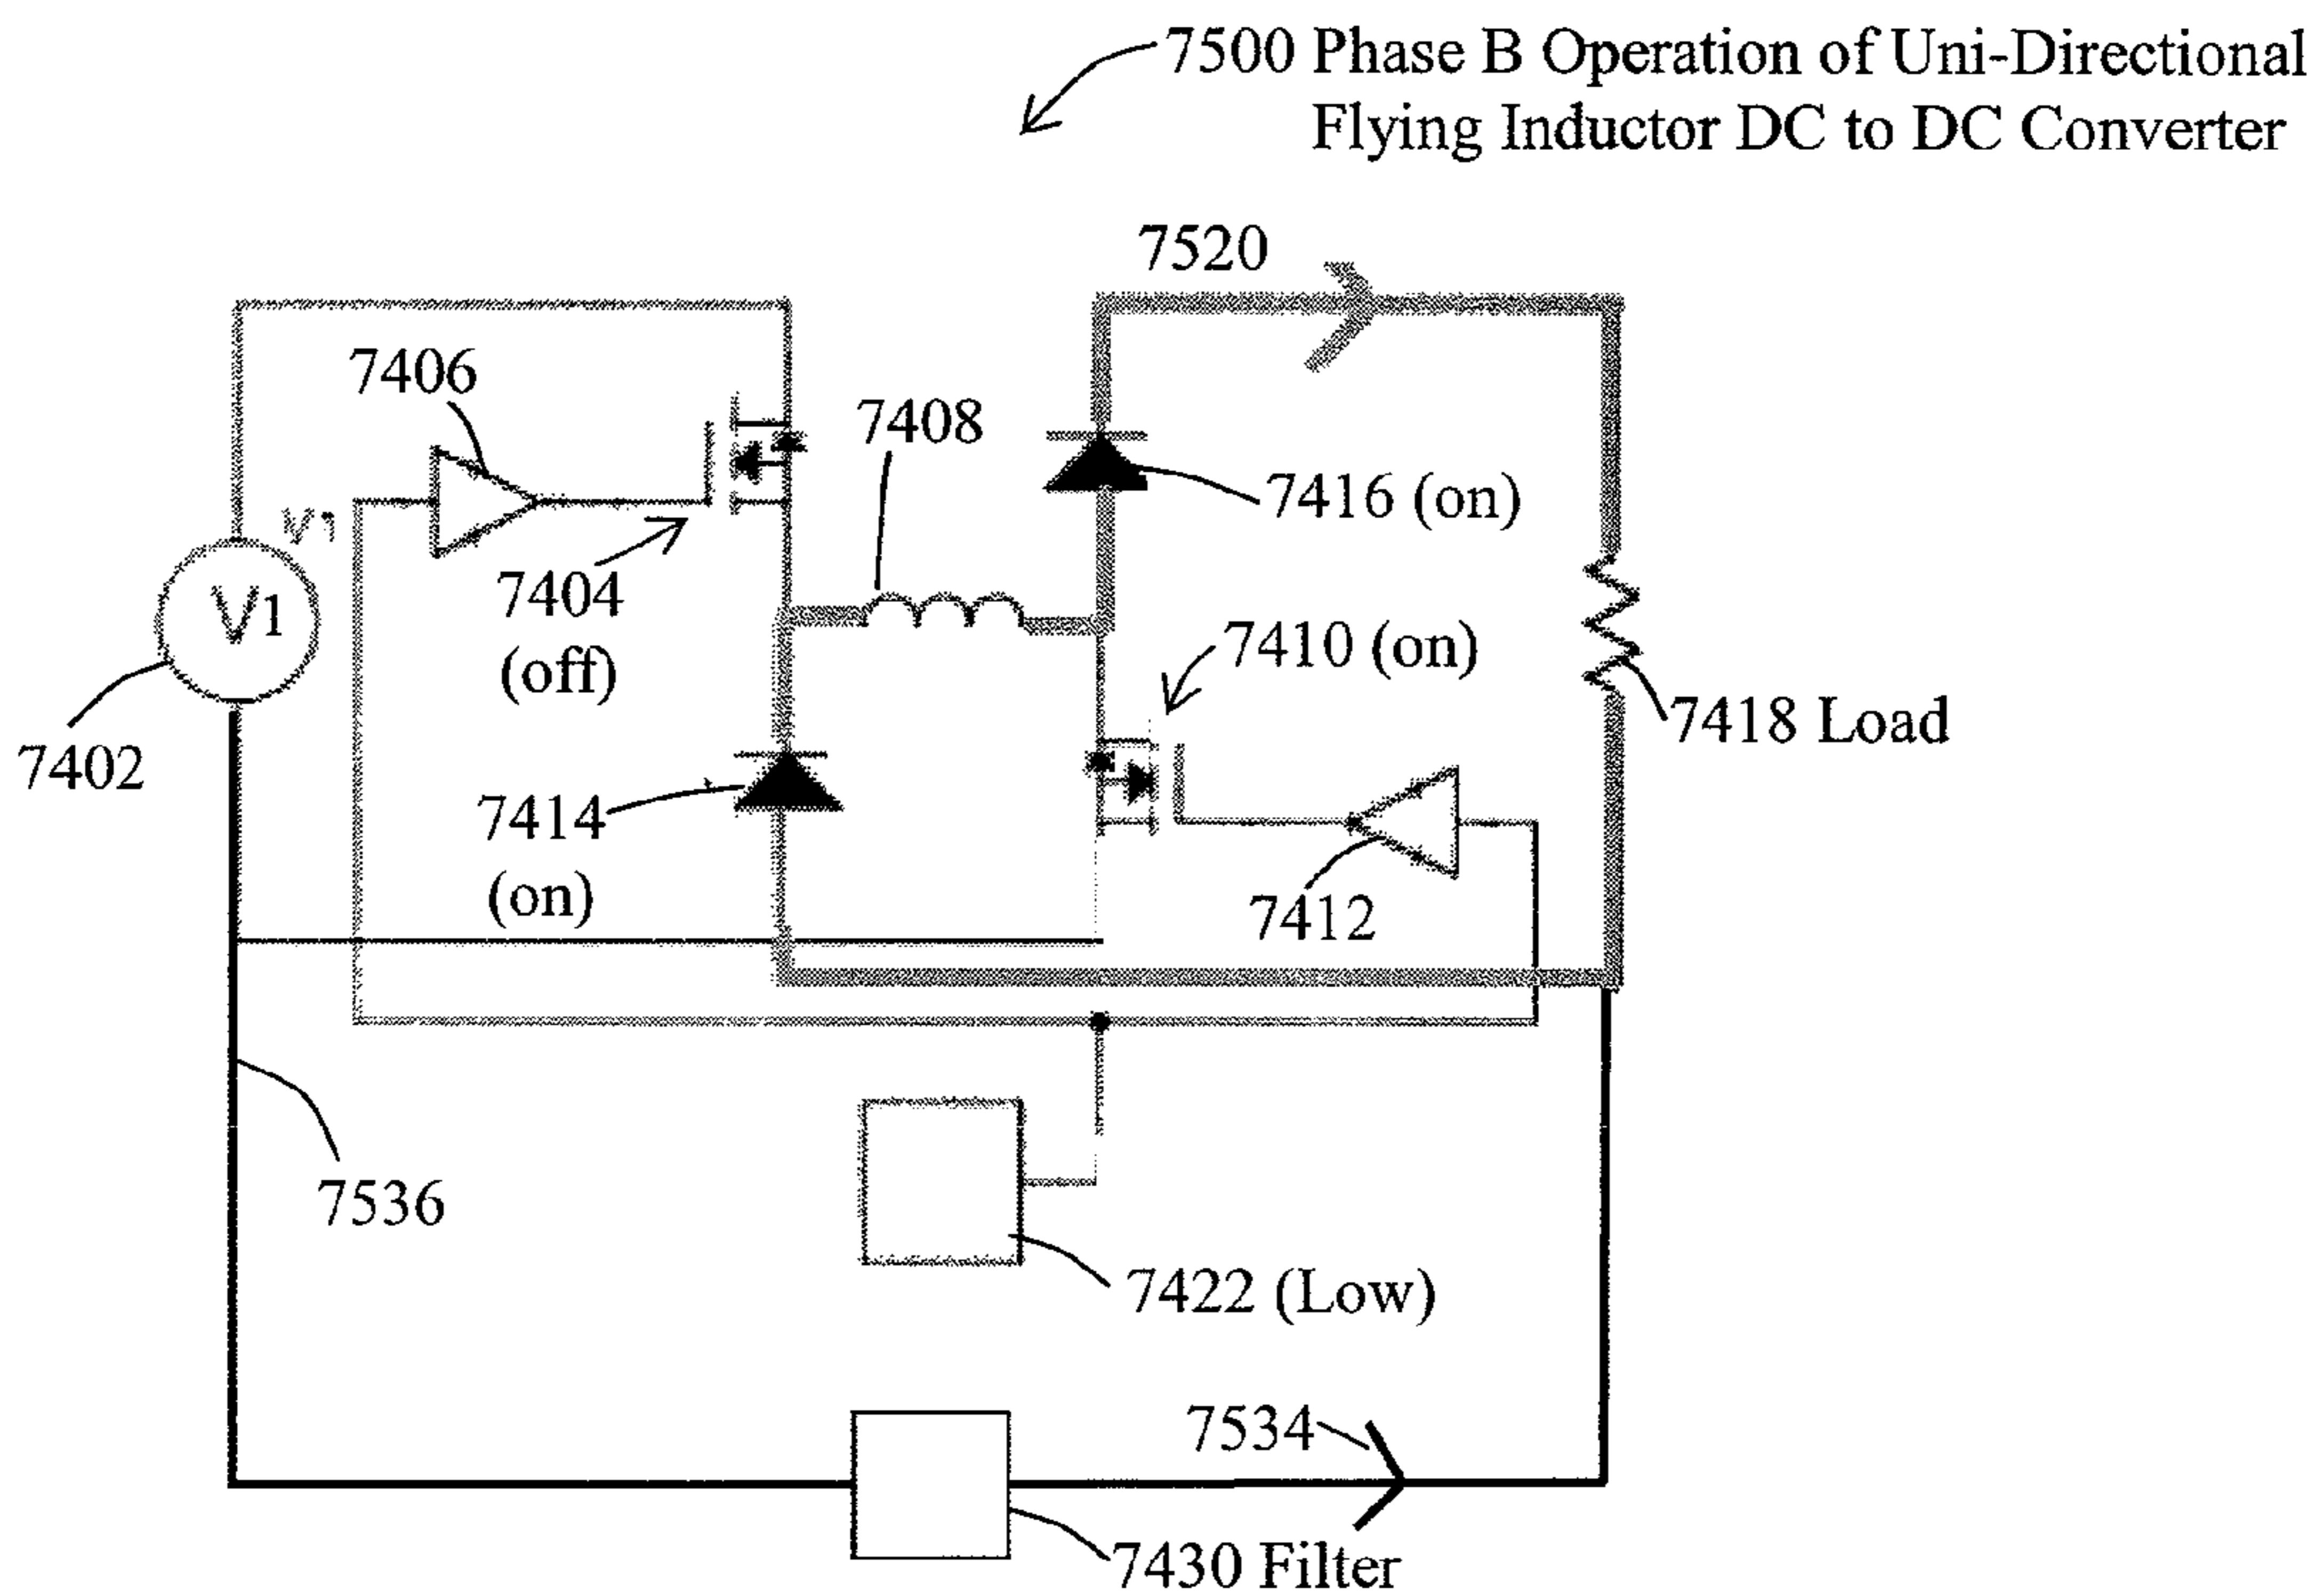 7500 Phase B Operation of Uni-Directional
Flying Inductor DC to DC Converter
7520
7406
7408
7416 (on)
V1
V1
7404
(off)
7410 (on)
7402
7418 Load
7414
(on)
7412
7536
7422 (Low)
7534
7430 Filter